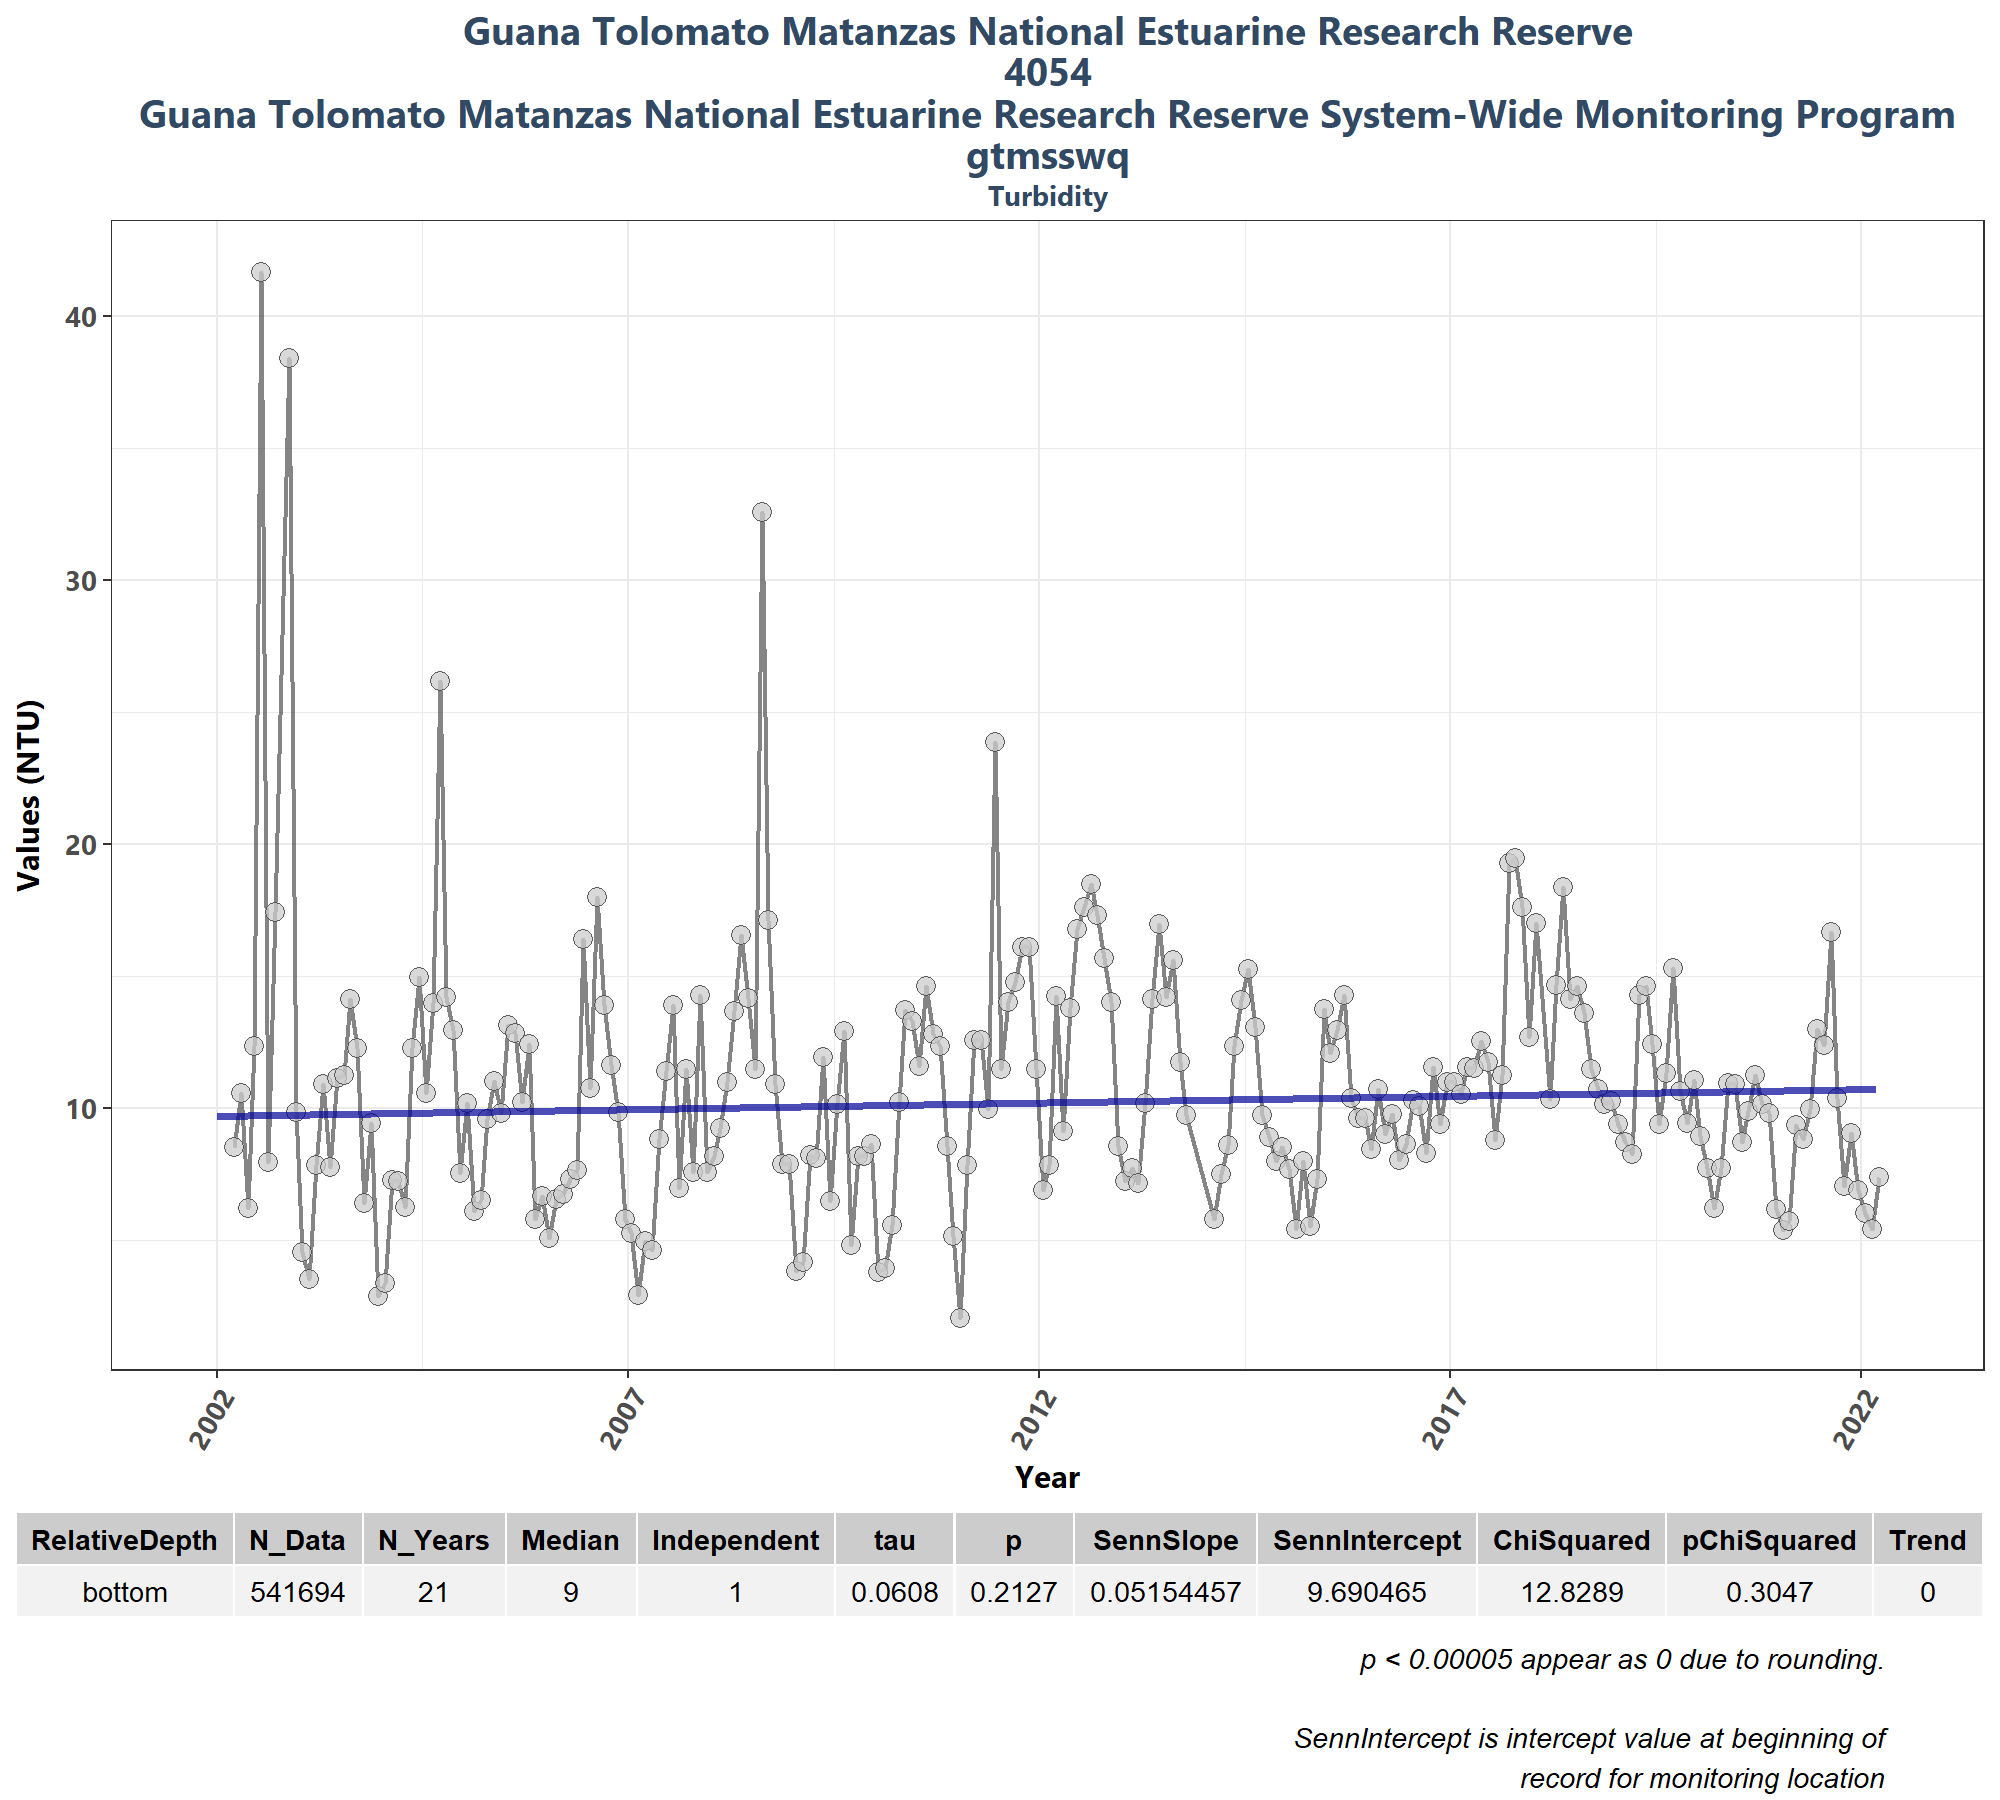 Guana Tolomato Matanzas National Estuarine Research Reserve
4054
Guana Tolomato Matanzas National Estuarine Research Reserve System-Wide Monitoring Program
gtmsswq
Turbidity
Values (NTU)
40
30
20
10
2002 2007 2012 2017 2022
Year
RelativeDepth N_Data N_Years Median Independent tau p SennSlope SennIntercept ChiSquared pChiSquared Trend
bottom 541694 21 9 1 0.0608 0.2127 0.05154457 9.690465 12.8289 0.3047 0
p < 0.00005 appear as 0 due to rounding.
SennIntercept is intercept value at beginning of
record for monitoring location